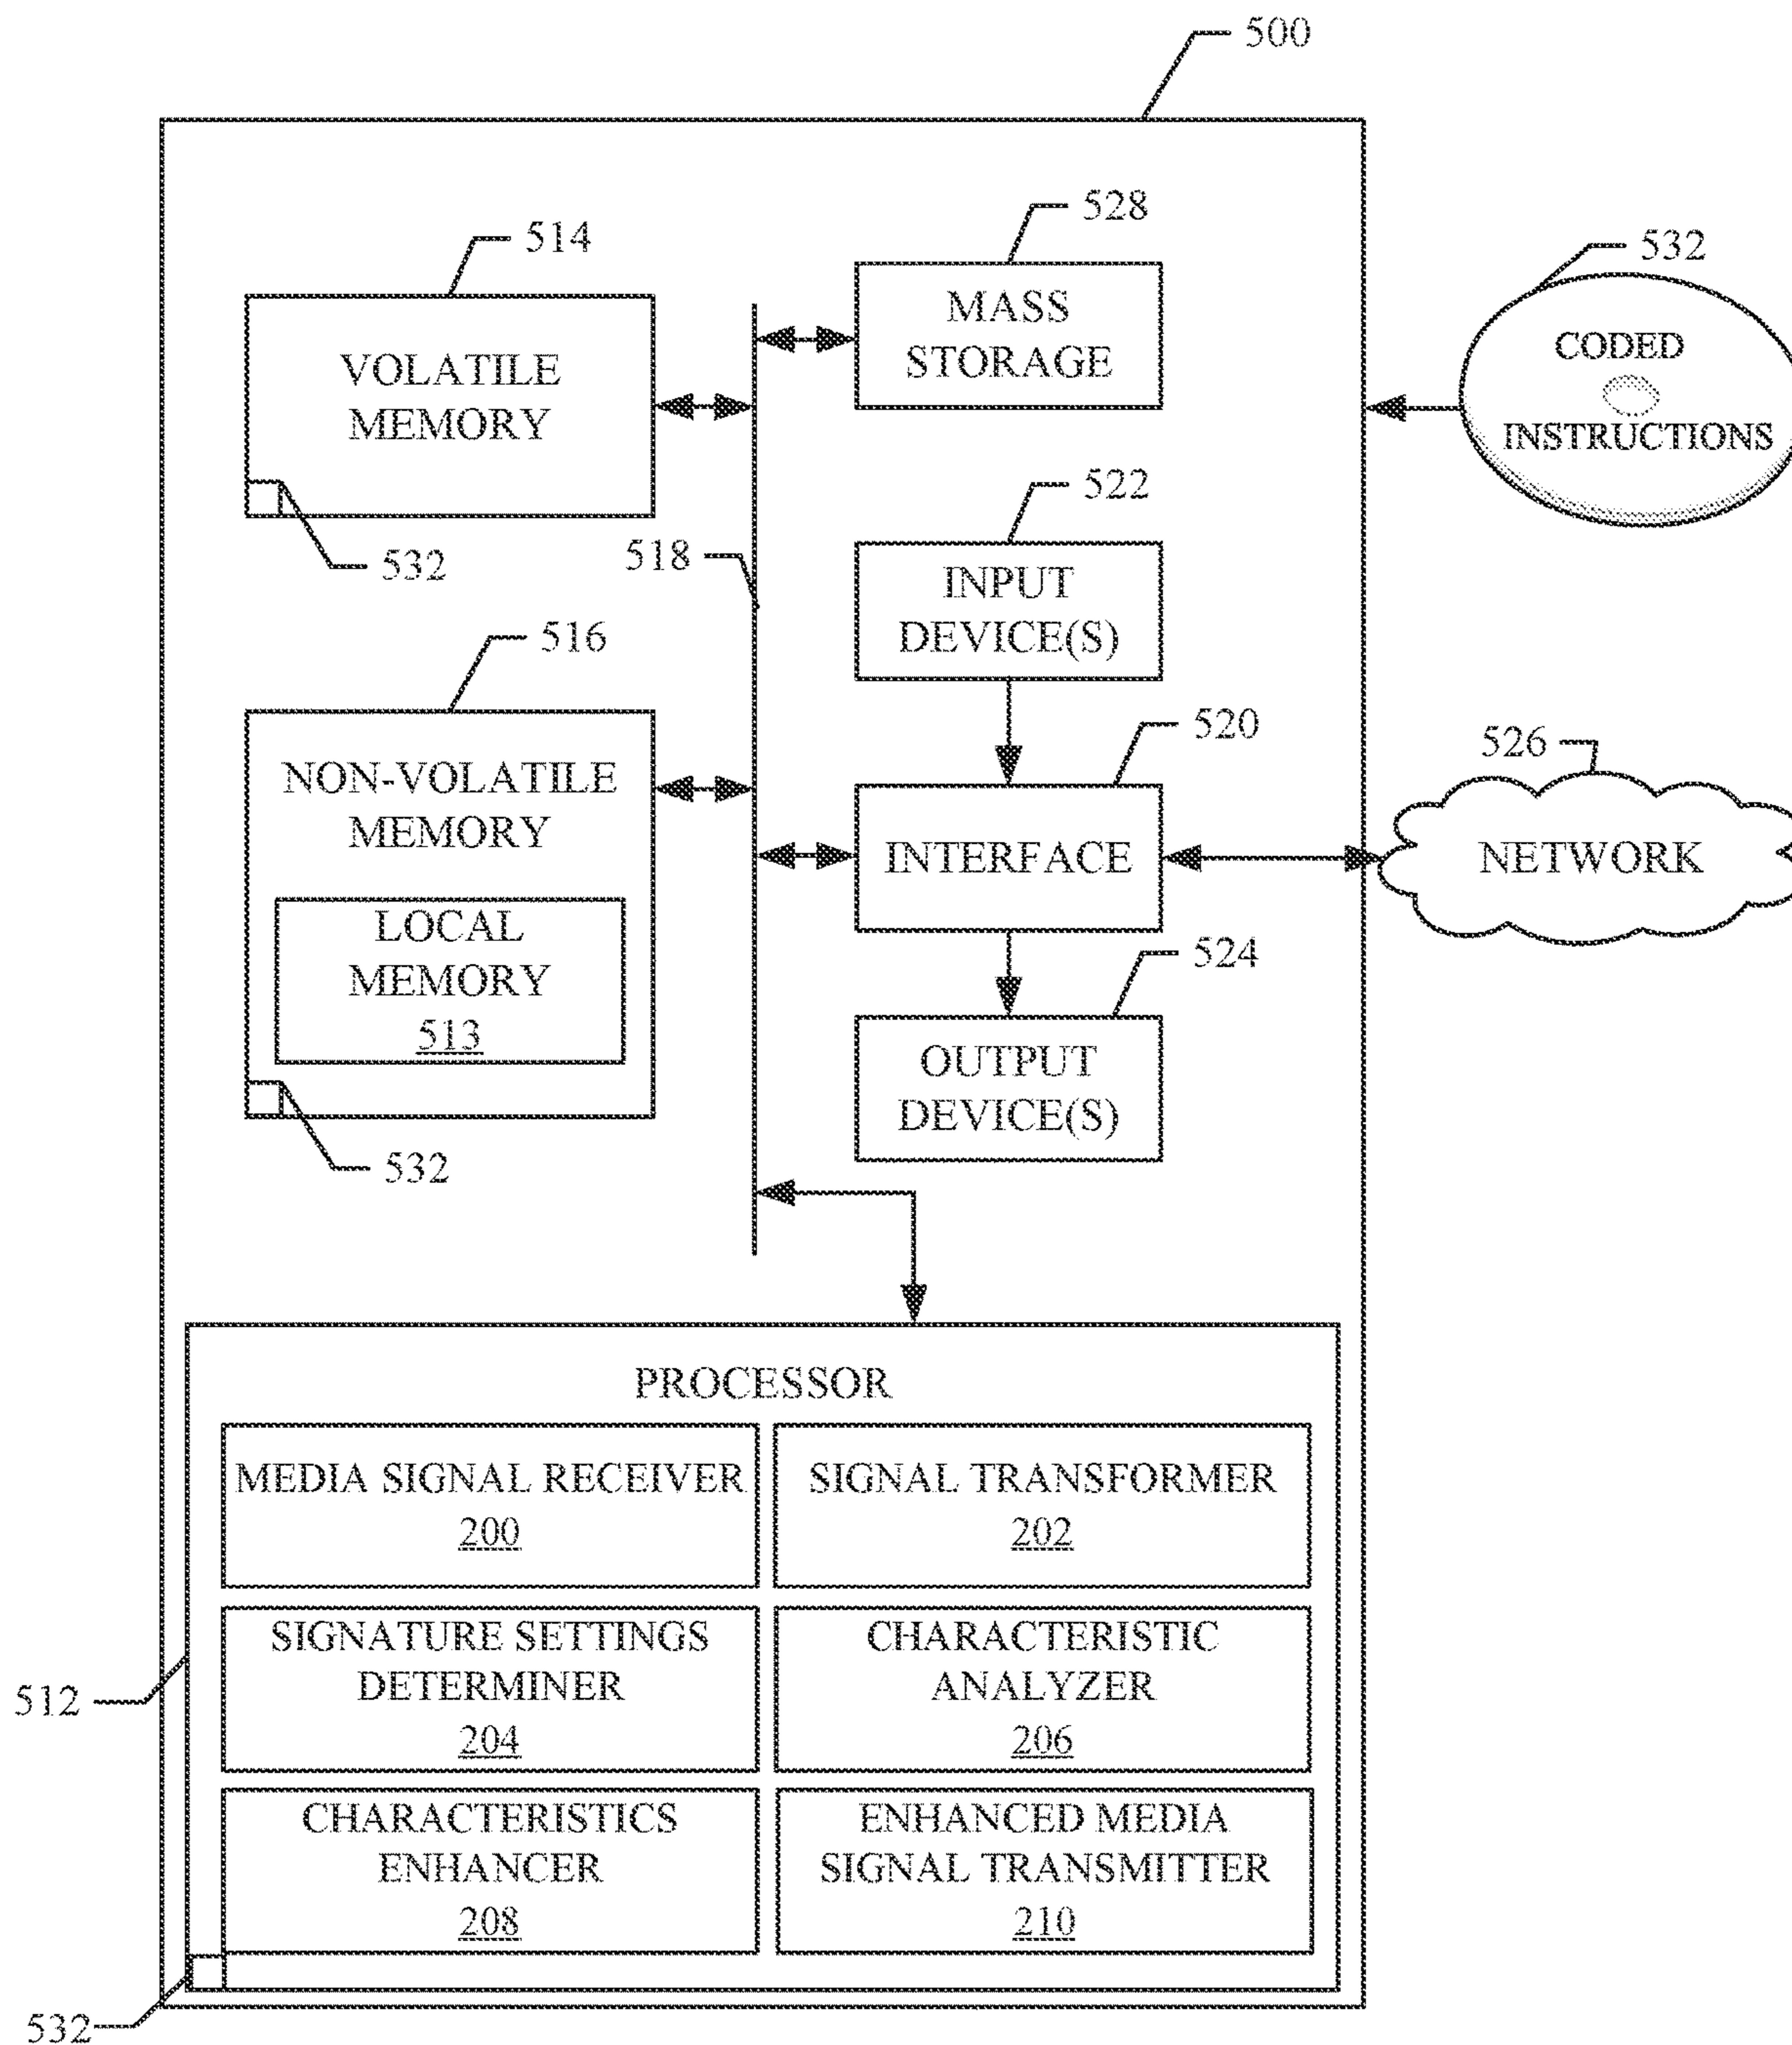 500
528
514
532
MASS
STORAGE
VOLATILE
MEMORY
CODED
INSTRUCTIONS
522
532
518
INPUT
DEVICE(S)
516
520
526
NON-VOLATILE
MEMORY
INTERFACE
NETWORK
LOCAL
MEMORY
513
524
OUTPUT
DEVICE(S)
532
PROCESSOR
MEDIA SIGNAL RECEIVER
200
SIGNAL TRANSFORMER
202
SIGNATURE SETTINGS
DETERMINER
204
CHARACTERISTIC
ANALYZER
206
512
CHARACTERISTICS
ENHANCER
208
ENHANCED MEDIA
SIGNAL TRANSMITTER
210
532